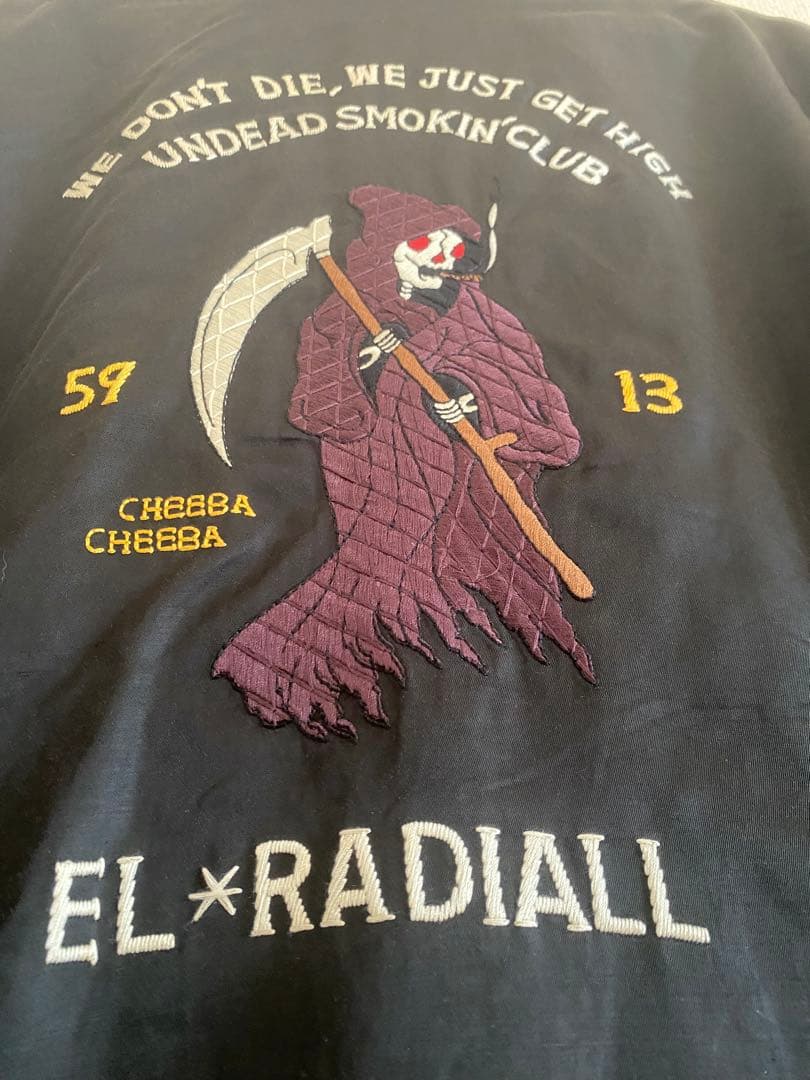 WE DON'T DIE, WE JUST GET HIGH
UNDEAD SMOKIN' CLUB
59 13
CHEEBA
CHEEBA
EL*RADIALL